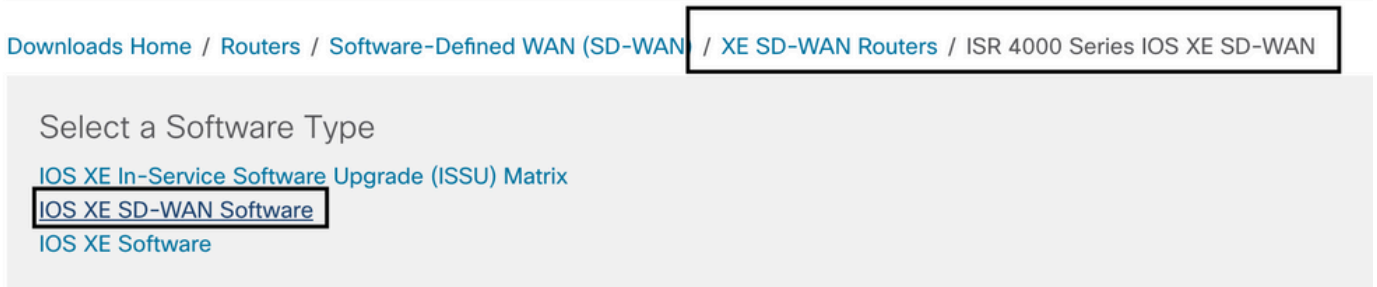 Downloads Home / Routers / Software-Defined WAN (SD-WAN) / XE SD-WAN Routers / ISR 4000 Series IOS XE SD-WAN
Select a Software Type
IOS XE In-Service Software Upgrade (ISSU) Matrix
IOS XE SD-WAN Software
IOS XE Software